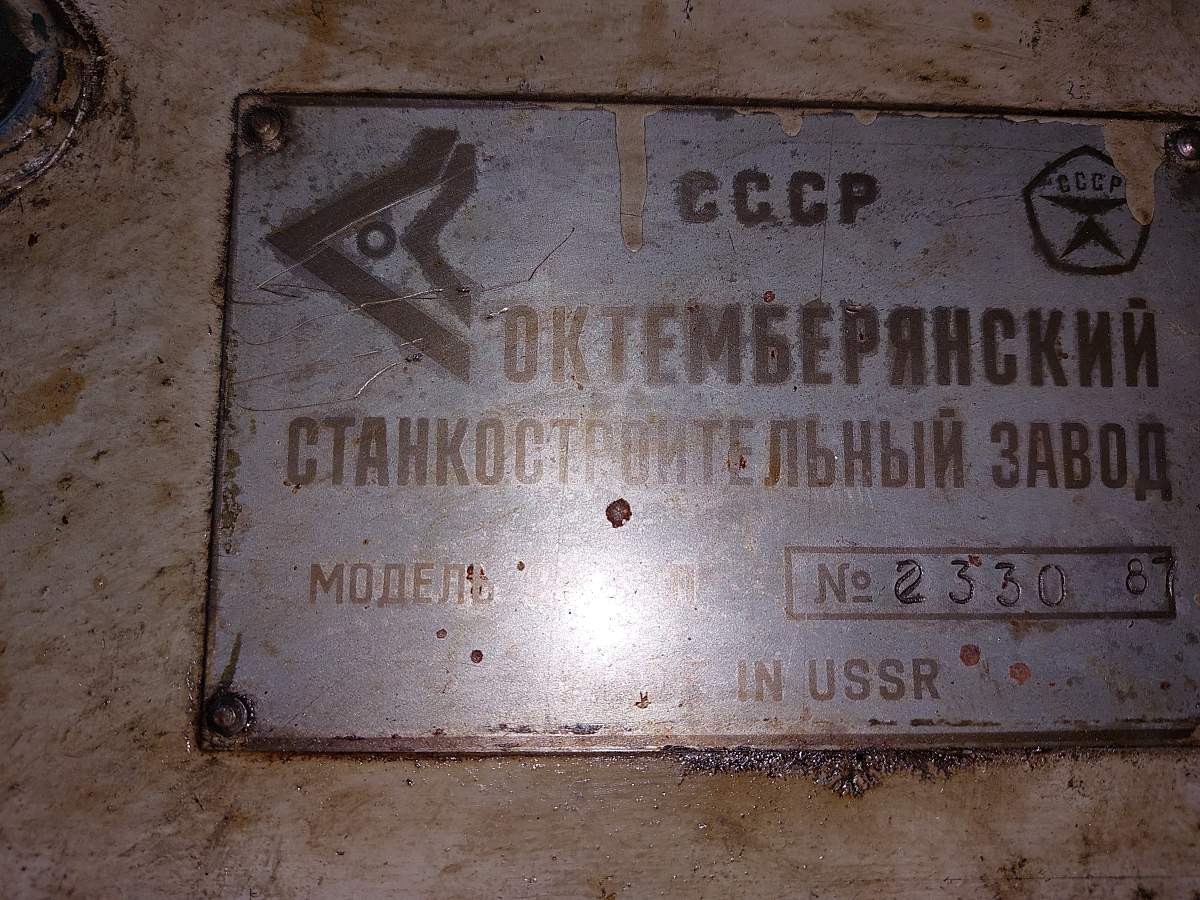 СССР
СССР
ОКТЕМБЕРЯНСКИЙ
СТАНКОСТРОИТЕЛЬНЫЙ ЗАВОД
МОДЕЛЬ
№ 2330 87
IN USSR